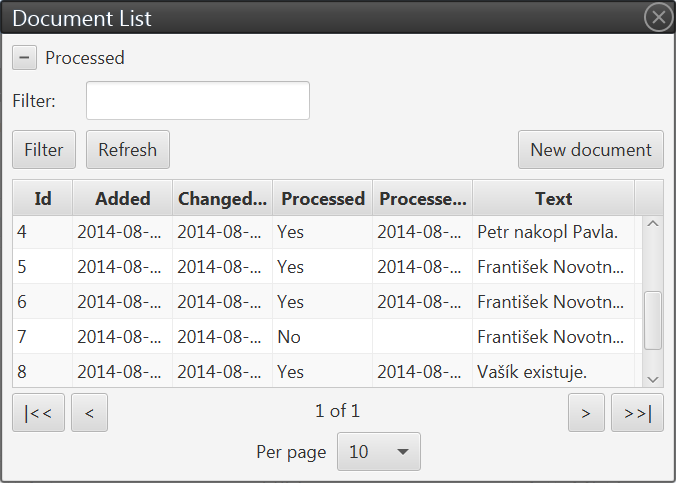 Document List
Processed
Filter:
Filter Refresh New document
Id Added Changed... Processed Processe... Text
4 2014-08-... 2014-08-... Yes 2014-08-... Petr nakopl Pavla.
5 2014-08-... 2014-08-... Yes 2014-08-... František Novotn...
6 2014-08-... 2014-08-... Yes 2014-08-... František Novotn...
7 2014-08-... 2014-08-... No František Novotn...
8 2014-08-... 2014-08-... Yes 2014-08-... Vašík existuje.
|<< < 1 of 1 > >>|
Per page 10